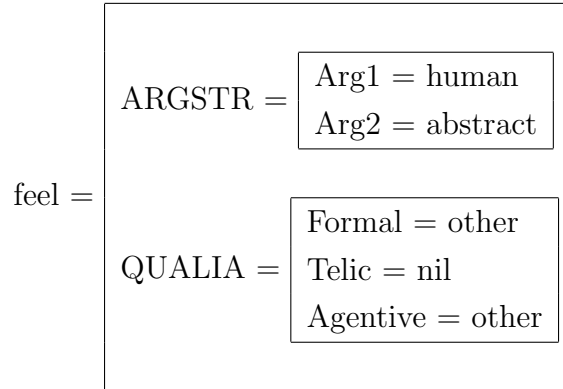 ARGSTR = Arg1 = human
Arg2 = abstract
feel =
QUALIA = Formal = other
Telic = nil
Agentive = other